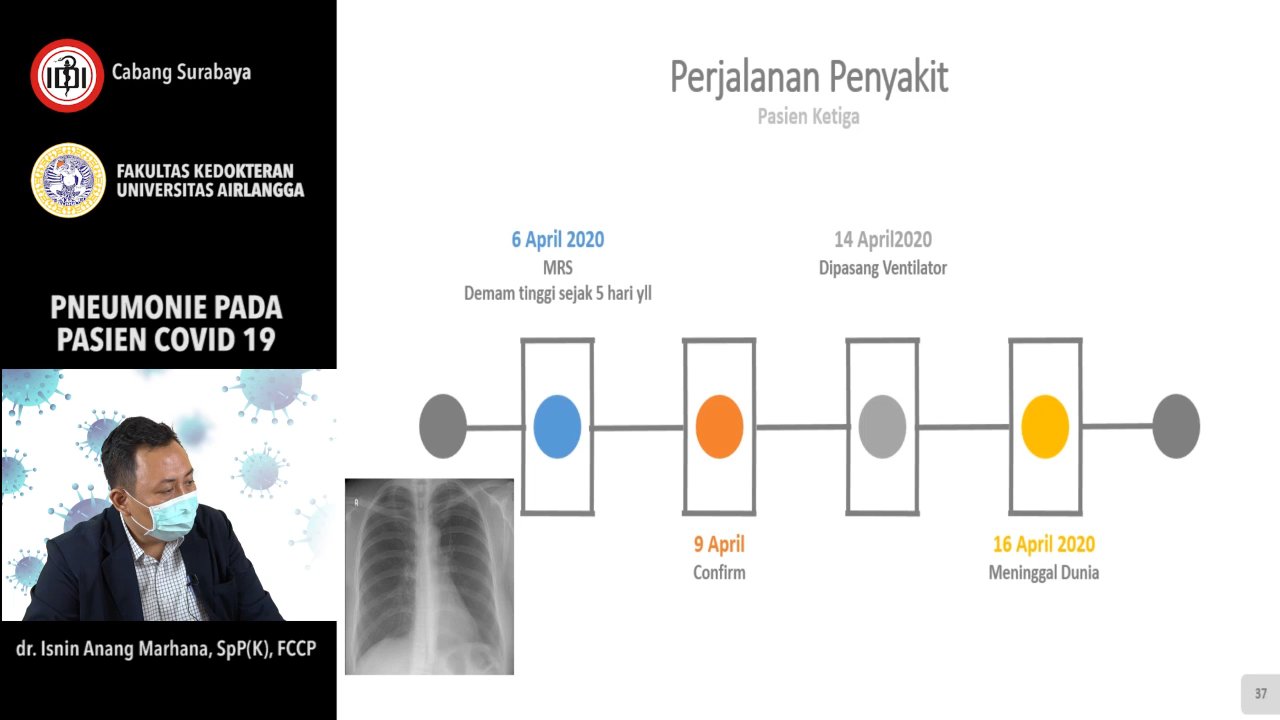 IDI
Cabang Surabaya
FAKULTAS KEDOKTERAN
UNIVERSITAS AIRLANGGA
PNEUMONIE PADA
PASIEN COVID 19
dr. Isnin Anang Marhana, SpP(K), FCCP
Perjalanan Penyakit
Pasien Ketiga
6 April 2020
MRS
Demam tinggi sejak 5 hari yll
14 April2020
Dipasang Ventilator
9 April
Confirm
16 April 2020
Meninggal Dunia
R
37